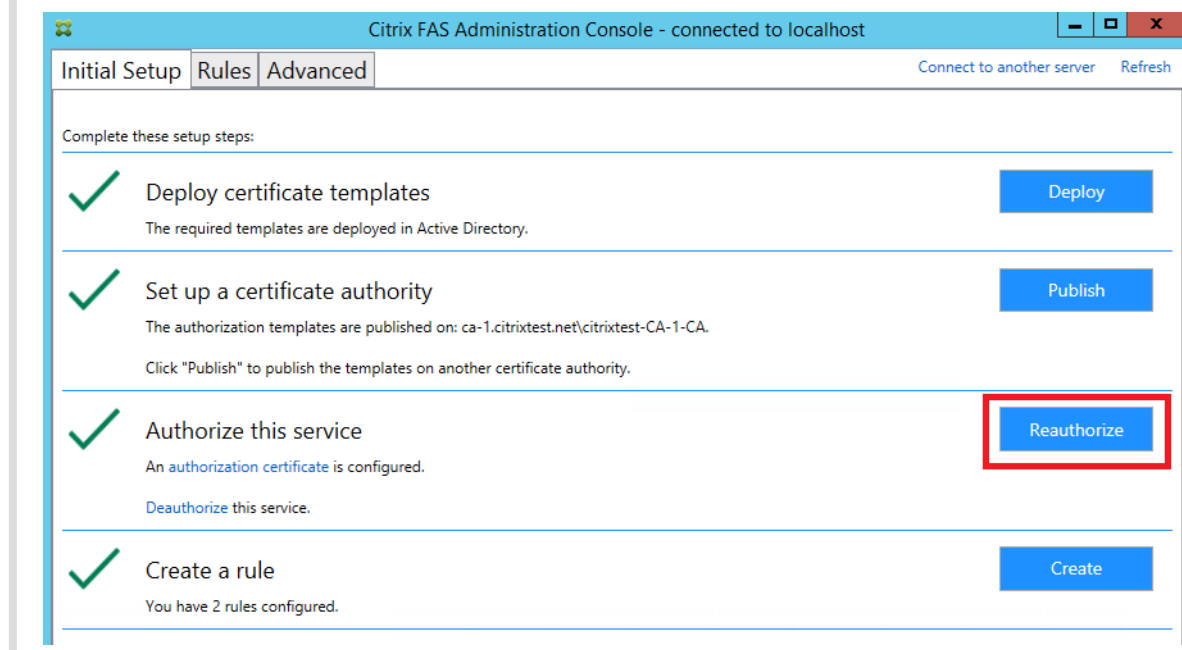 Citrix FAS Administration Console - connected to localhost
Initial Setup Rules Advanced Connect to another server Refresh
Complete these setup steps:
Deploy certificate templates
Deploy
The required templates are deployed in Active Directory.
Set up a certificate authority
Publish
The authorization templates are published on: ca-1.citrixtest.net\citrixtest-CA-1-CA.
Click "Publish" to publish the templates on another certificate authority.
Authorize this service
Reauthorize
An authorization certificate is configured.
Deauthorize this service.
Create a rule
Create
You have 2 rules configured.